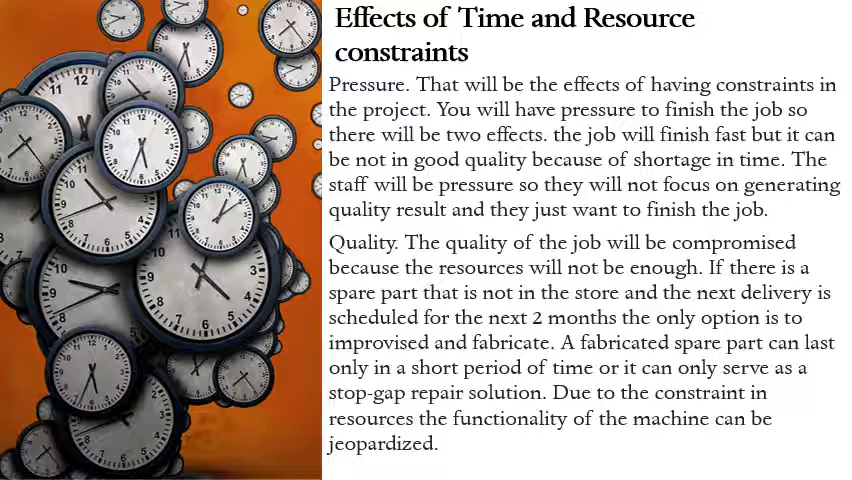 Effects of Time and Resource
constraints
Pressure. That will be the effects of having constraints in
the project. You will have pressure to finish the job so
there will be two effects. the job will finish fast but it can
be not in good quality because of shortage in time. The
staff will be pressure so they will not focus on generating
quality result and they just want to finish the job.
Quality. The quality of the job will be compromised
because the resources will not be enough. If there is a
spare part that is not in the store and the next delivery is
scheduled for the next 2 months the only option is to
improvised and fabricate. A fabricated spare part can last
only in a short period of time or it can only serve as a
stop-gap repair solution. Due to the constraint in
resources the functionality of the machine can be
jeopardized.